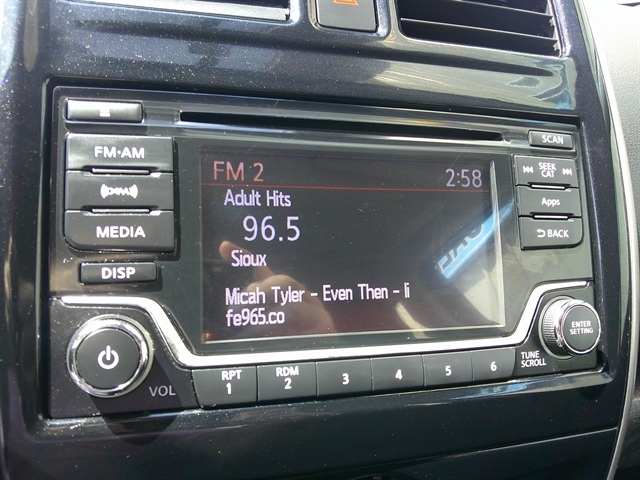 SCAN
FM•AM
FM 2
2:58
SEEK
CAT
Adult Hits
(((XM)))
96.5
Apps
MEDIA
BACK
Sioux
DISP
Micah Tyler - Even Then - li
fe965.co
ENTER
SETTING
VOL
RPT
1
RDM
2
3
4
5
6
TUNE
SCROLL